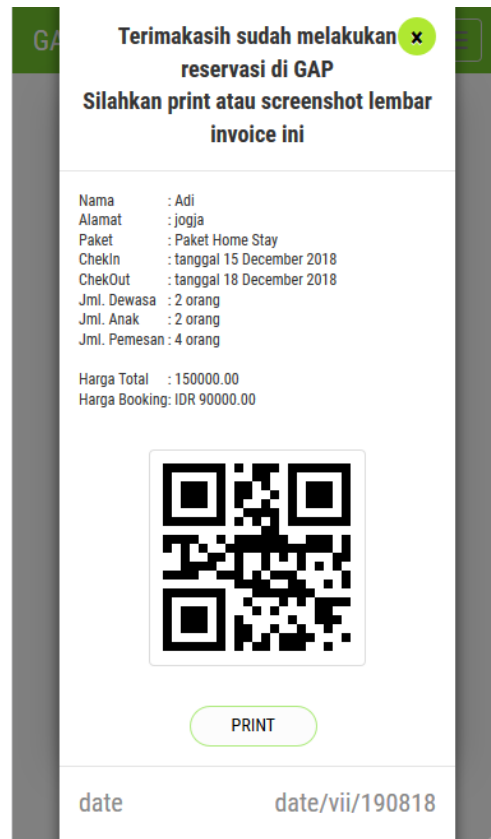 GA
Terimakasih sudah melakukan x
reservasi di GAP
Silahkan print atau screenshot lembar
invoice ini
Nama : Adi
Alamat : jogja
Paket : Paket Home Stay
ChekIn : tanggal 15 December 2018
ChekOut : tanggal 18 December 2018
Jml. Dewasa : 2 orang
Jml. Anak : 2 orang
Jml. Pemesan : 4 orang
Harga Total : 150000.00
Harga Booking: IDR 90000.00
PRINT
date date/vii/190818